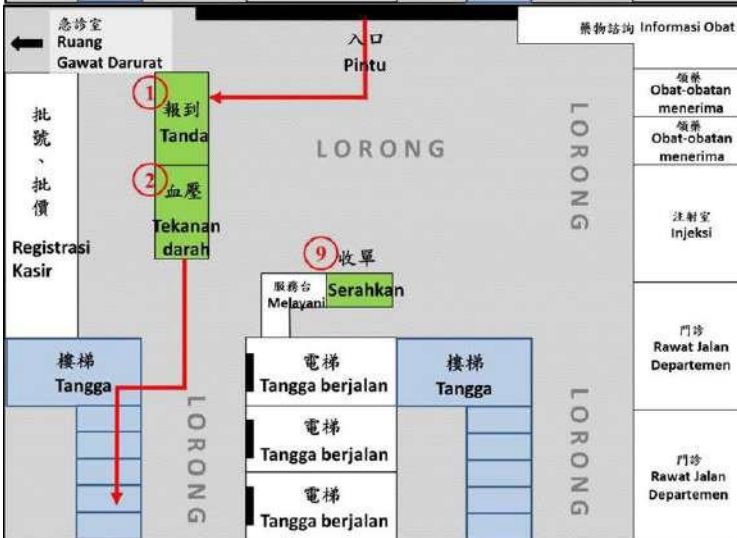 急診室
Ruang
Gawat Darurat
入口
Pintu
藥物諮詢 Informasi Obat
批號、批價
Registrasi
Kasir
1
報到
Tanda
2
血壓
Tekanan
darah
LORONG
LORONG
領藥
Obat-obatan
menerima
領藥
Obat-obatan
menerima
注射室
Injeksi
9
收單
服務台
Melayani
Serahkan
樓梯
Tangga
電梯
Tangga berjalan
電梯
Tangga berjalan
電梯
Tangga berjalan
樓梯
Tangga
LORONG
LORONG
門診
Rawat Jalan
Departemen
門診
Rawat Jalan
Departemen